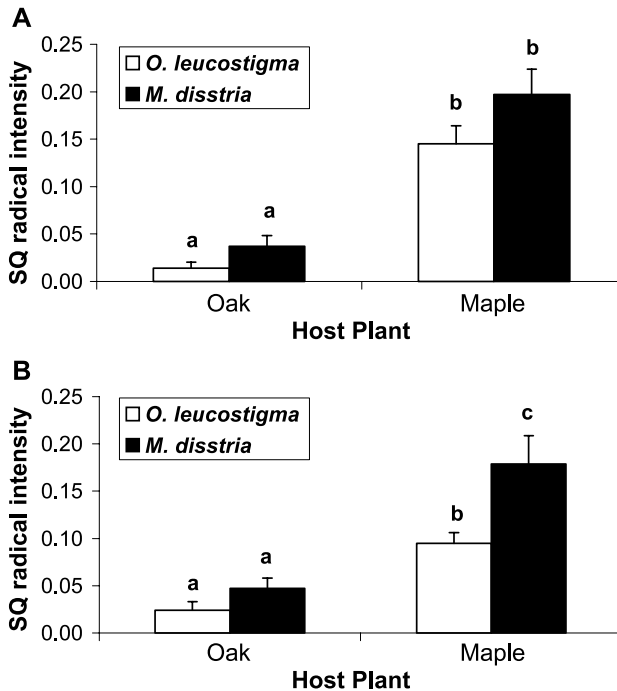 A
SQ radical intensity
0.25
0.20
0.15
0.10
0.05
0.00
O. leucostigma
M. disstria
a
a
b
b
Oak
Maple
Host Plant
B
SQ radical intensity
0.25
0.20
0.15
0.10
0.05
0.00
O. leucostigma
M. disstria
a
a
b
c
Oak
Maple
Host Plant